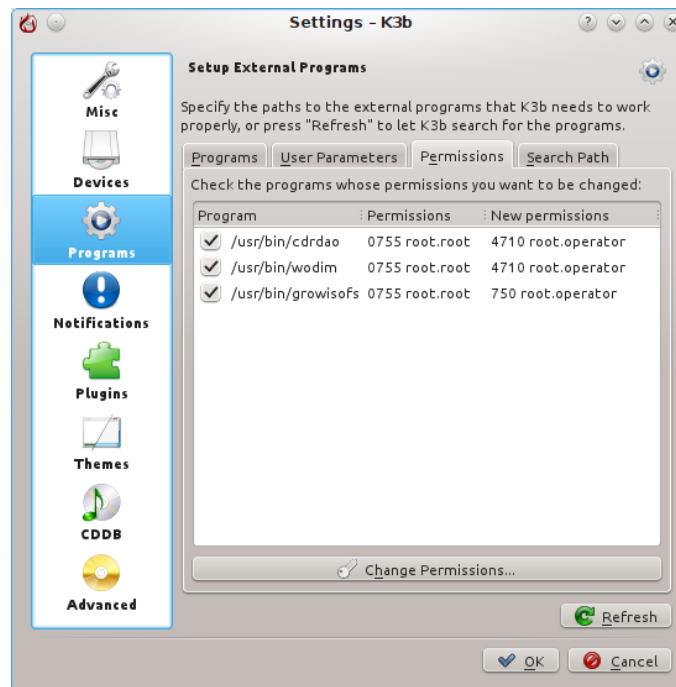 Settings – K3b
Misc
Devices
Programs
Notifications
Plugins
Themes
CDDB
Advanced
Setup External Programs
Specify the paths to the external programs that K3b needs to work
properly, or press "Refresh" to let K3b search for the programs.
Programs User Parameters Permissions Search Path
Check the programs whose permissions you want to be changed:
Program Permissions New permissions
/usr/bin/cdrdao 0755 root.root 4710 root.operator
/usr/bin/wodim 0755 root.root 4710 root.operator
/usr/bin/growisofs 0755 root.root 750 root.operator
Change Permissions...
Refresh
OK Cancel